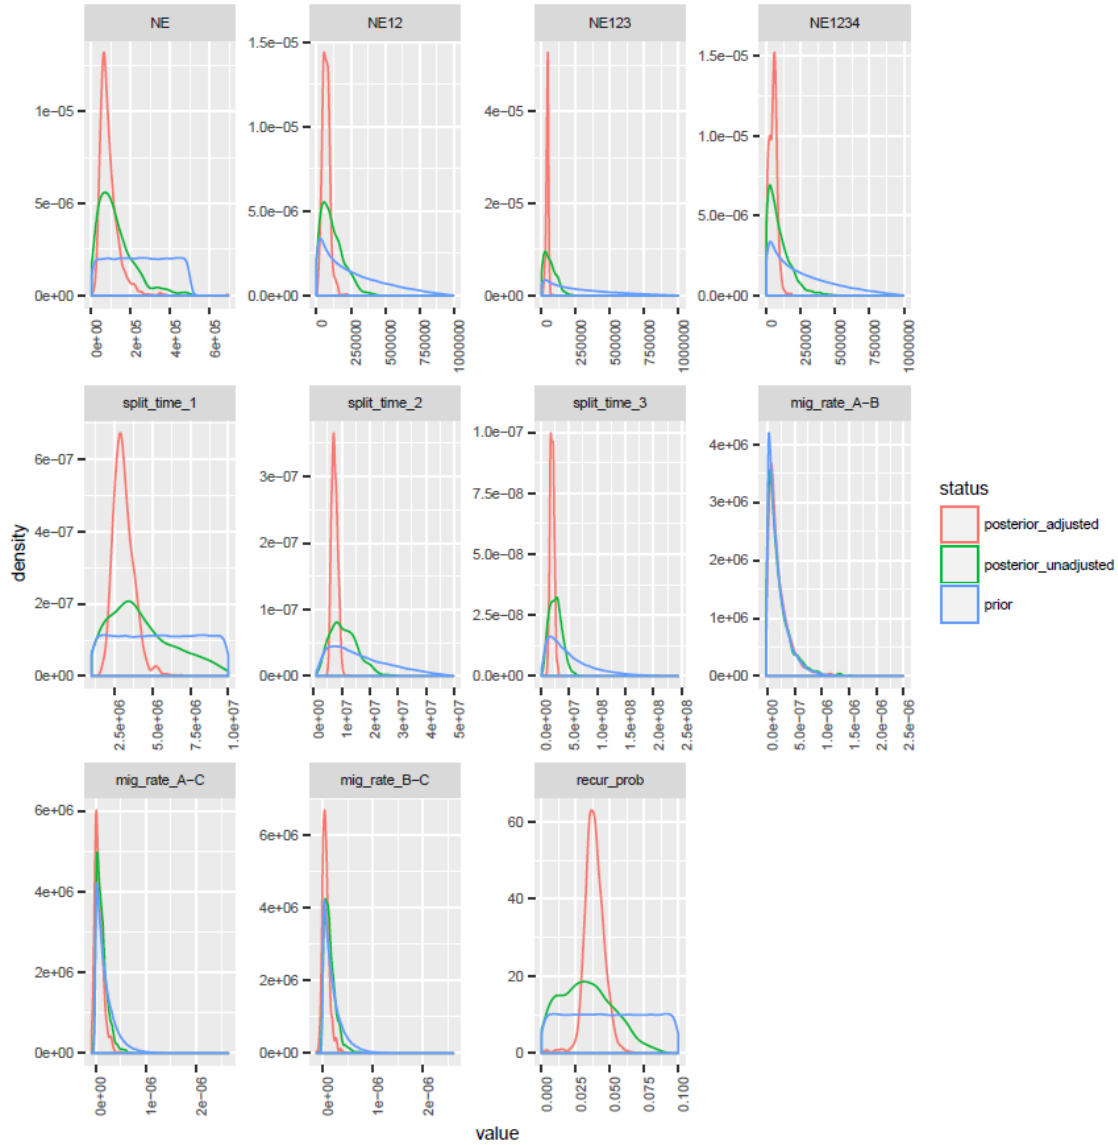 NE NE12 NE123 NE1234
1e−05
5e−06
0e+00
0e+00 2e+05 4e+05 6e+05
1.5e−05
1.0e−05
5.0e−06
0.0e+00
0 250000 500000 750000 1000000
4e−05
2e−05
0e+00
0 250000 500000 750000 1000000
1.5e−05
1.0e−05
5.0e−06
0.0e+00
0 250000 500000 750000 1000000
split_time_1 split_time_2 split_time_3 mig_rate_A−B
6e−07
4e−07
2e−07
0e+00
2.5e+06 5.0e+06 7.5e+06 1.0e+07
3e−07
2e−07
1e−07
0e+00
0e+00 1e+07 2e+07 3e+07 4e+07 5e+07
1.0e−07
7.5e−08
5.0e−08
2.5e−08
0.0e+00
0.0e+00 5.0e+07 1.0e+08 1.5e+08 2.0e+08 2.5e+08
4e+06
3e+06
2e+06
1e+06
0e+00
0.0e+00 5.0e−07 1.0e−06 1.5e−06 2.0e−06 2.5e−06
mig_rate_A−C mig_rate_B−C recur_prob
6e+06
4e+06
2e+06
0e+00
0e+00 1e−06 2e−06
6e+06
4e+06
2e+06
0e+00
0e+00 1e−06 2e−06
60
40
20
0
0.000 0.025 0.050 0.075 0.100
density
value
status
posterior_adjusted
posterior_unadjusted
prior